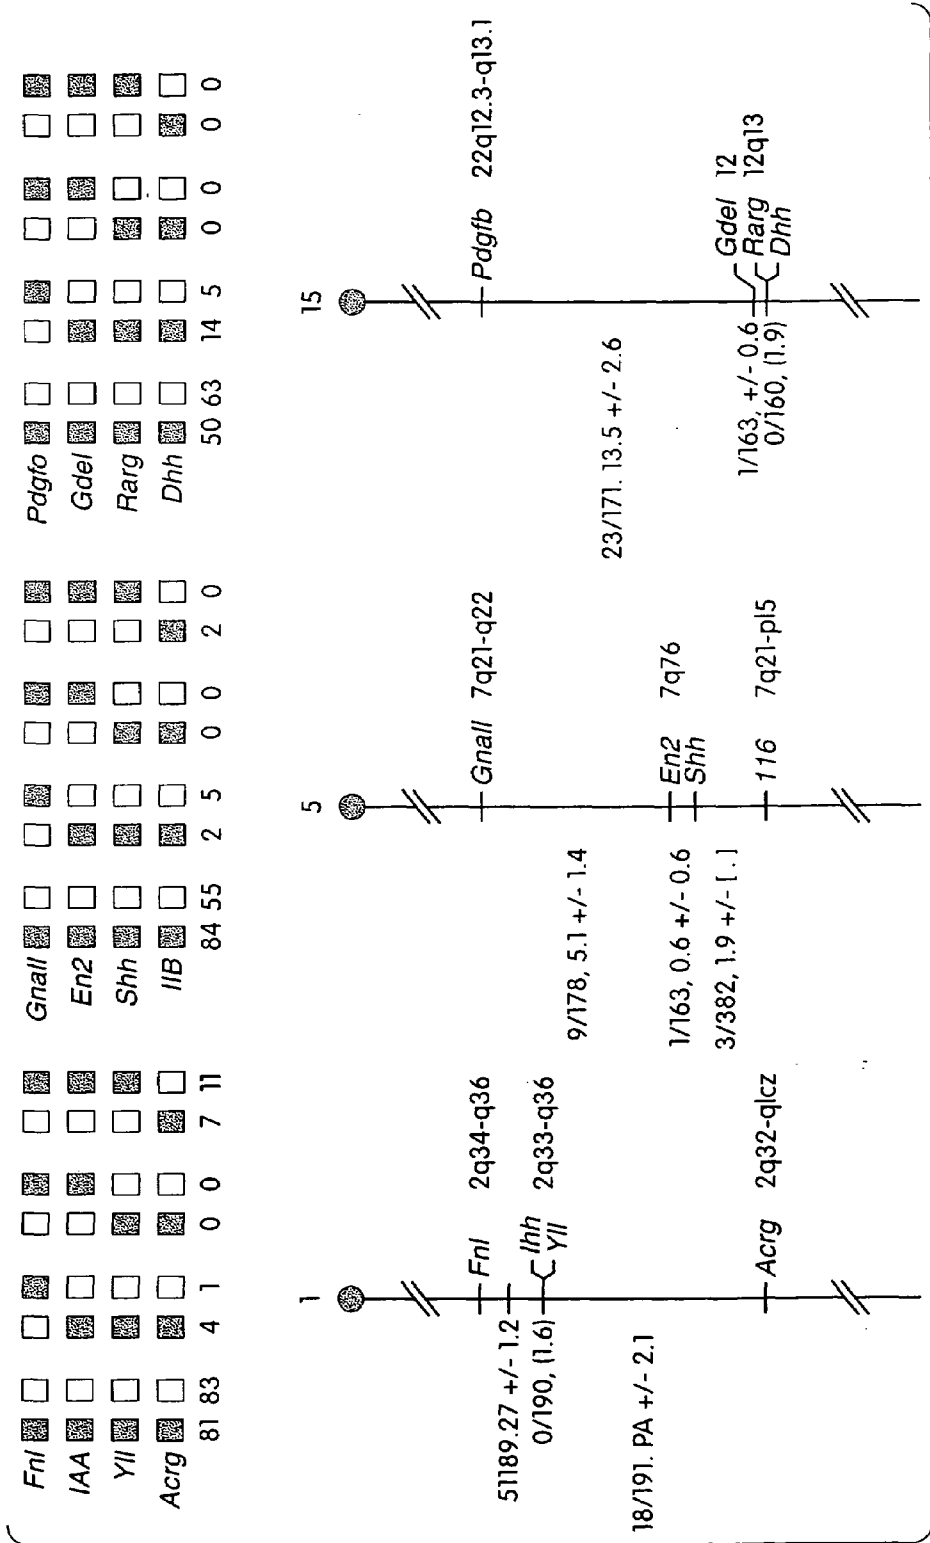 Fnl
IAA
Yll
Acrg
81 83 4 1 0 0 7 11
Gnall
En2
Shh
IIB
84 55 2 5 0 0 2 0
Pdgfo
Gdel
Rarg
Dhh
50 63 14 5 0 0 0 0
1
Fnl 2q34-q36
51189.27 +/- 1.2
Ihh 2q33-q36
Yll
0/190, (1.6)
18/191. PA +/- 2.1
Acrg 2q32-qlcz
5
Gnall 7q21-q22
9/178, 5.1 +/- 1.4
En2 7q76
Shh
1/163, 0.6 +/- 0.6
3/382, 1.9 +/- [ . ]
116 7q21-pl5
15
Pdgfb 22q12.3-q13.1
23/171. 13.5 +/- 2.6
Gdel 12
Rarg 12q13
Dhh
1/163, +/- 0.6
0/160, (1.9)